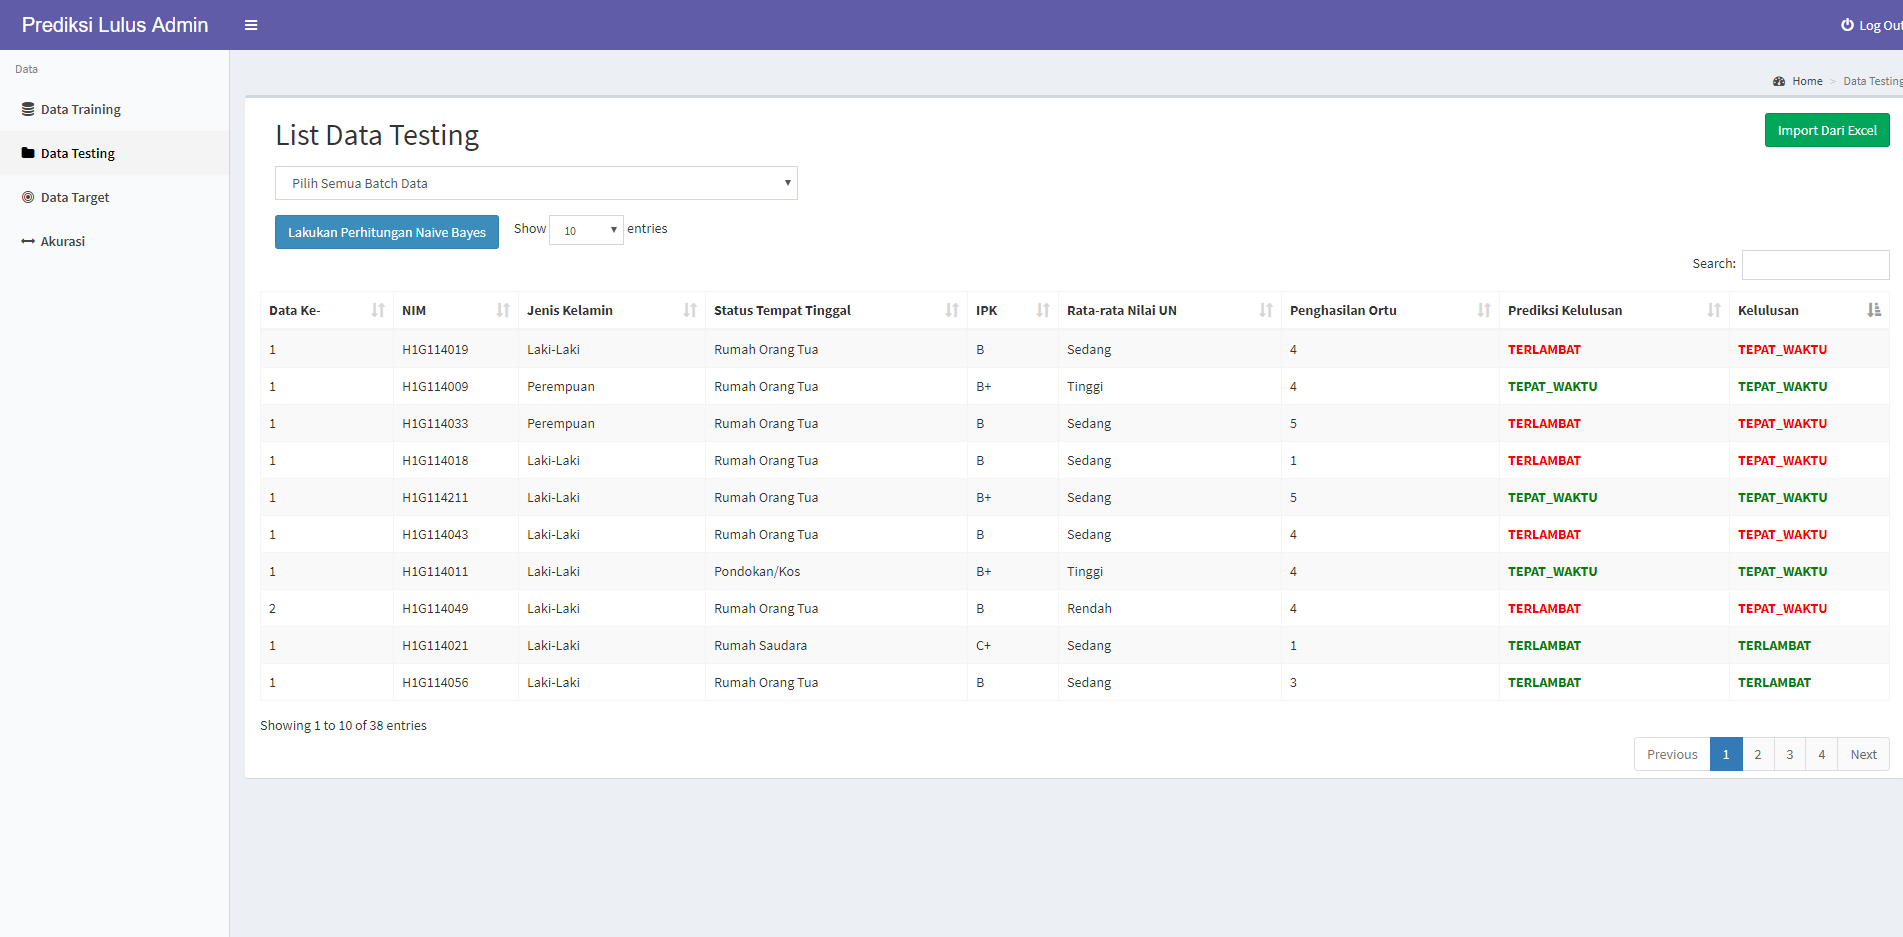 Prediksi Lulus Admin
Log Out
Data
Home > Data Testing
Data Training
Data Testing
Data Target
Akurasi
List Data Testing
Import Dari Excel
Pilih Semua Batch Data
Lakukan Perhitungan Naive Bayes Show 10 entries
Search:
Data Ke- NIM Jenis Kelamin Status Tempat Tinggal IPK Rata-rata Nilai UN Penghasilan Ortu Prediksi Kelulusan Kelulusan
1 H1G114019 Laki-Laki Rumah Orang Tua B Sedang 4 TERLAMBAT TEPAT_WAKTU
1 H1G114009 Perempuan Rumah Orang Tua B+ Tinggi 4 TEPAT_WAKTU TEPAT_WAKTU
1 H1G114033 Perempuan Rumah Orang Tua B Sedang 5 TERLAMBAT TEPAT_WAKTU
1 H1G114018 Laki-Laki Rumah Orang Tua B Sedang 1 TERLAMBAT TEPAT_WAKTU
1 H1G114211 Laki-Laki Rumah Orang Tua B+ Sedang 5 TEPAT_WAKTU TEPAT_WAKTU
1 H1G114043 Laki-Laki Rumah Orang Tua B Sedang 4 TERLAMBAT TEPAT_WAKTU
1 H1G114011 Laki-Laki Pondokan/Kos B+ Tinggi 4 TEPAT_WAKTU TEPAT_WAKTU
2 H1G114049 Laki-Laki Rumah Orang Tua B Rendah 4 TERLAMBAT TEPAT_WAKTU
1 H1G114021 Laki-Laki Rumah Saudara C+ Sedang 1 TERLAMBAT TERLAMBAT
1 H1G114056 Laki-Laki Rumah Orang Tua B Sedang 3 TERLAMBAT TERLAMBAT
Showing 1 to 10 of 38 entries
Previous 1 2 3 4 Next